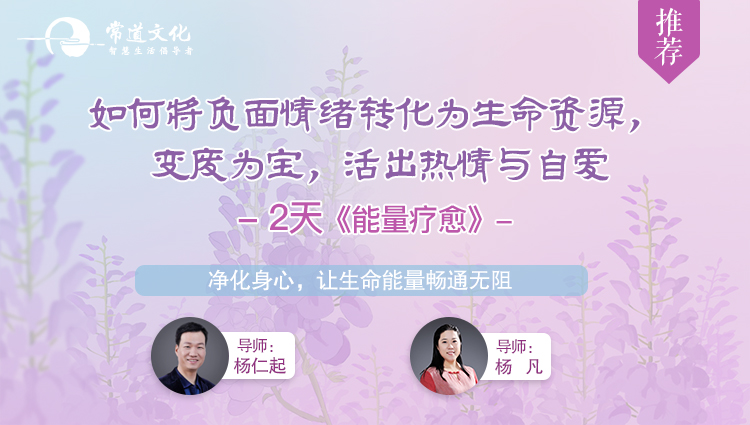 常道文化
智慧生活倡导者
推荐
如何将负面情绪转化为生命资源，
变废为宝，活出热情与自爱
- 2天《能量疗愈》-
净化身心，让生命能量畅通无阻
导师：
杨仁起
导师：
杨 凡